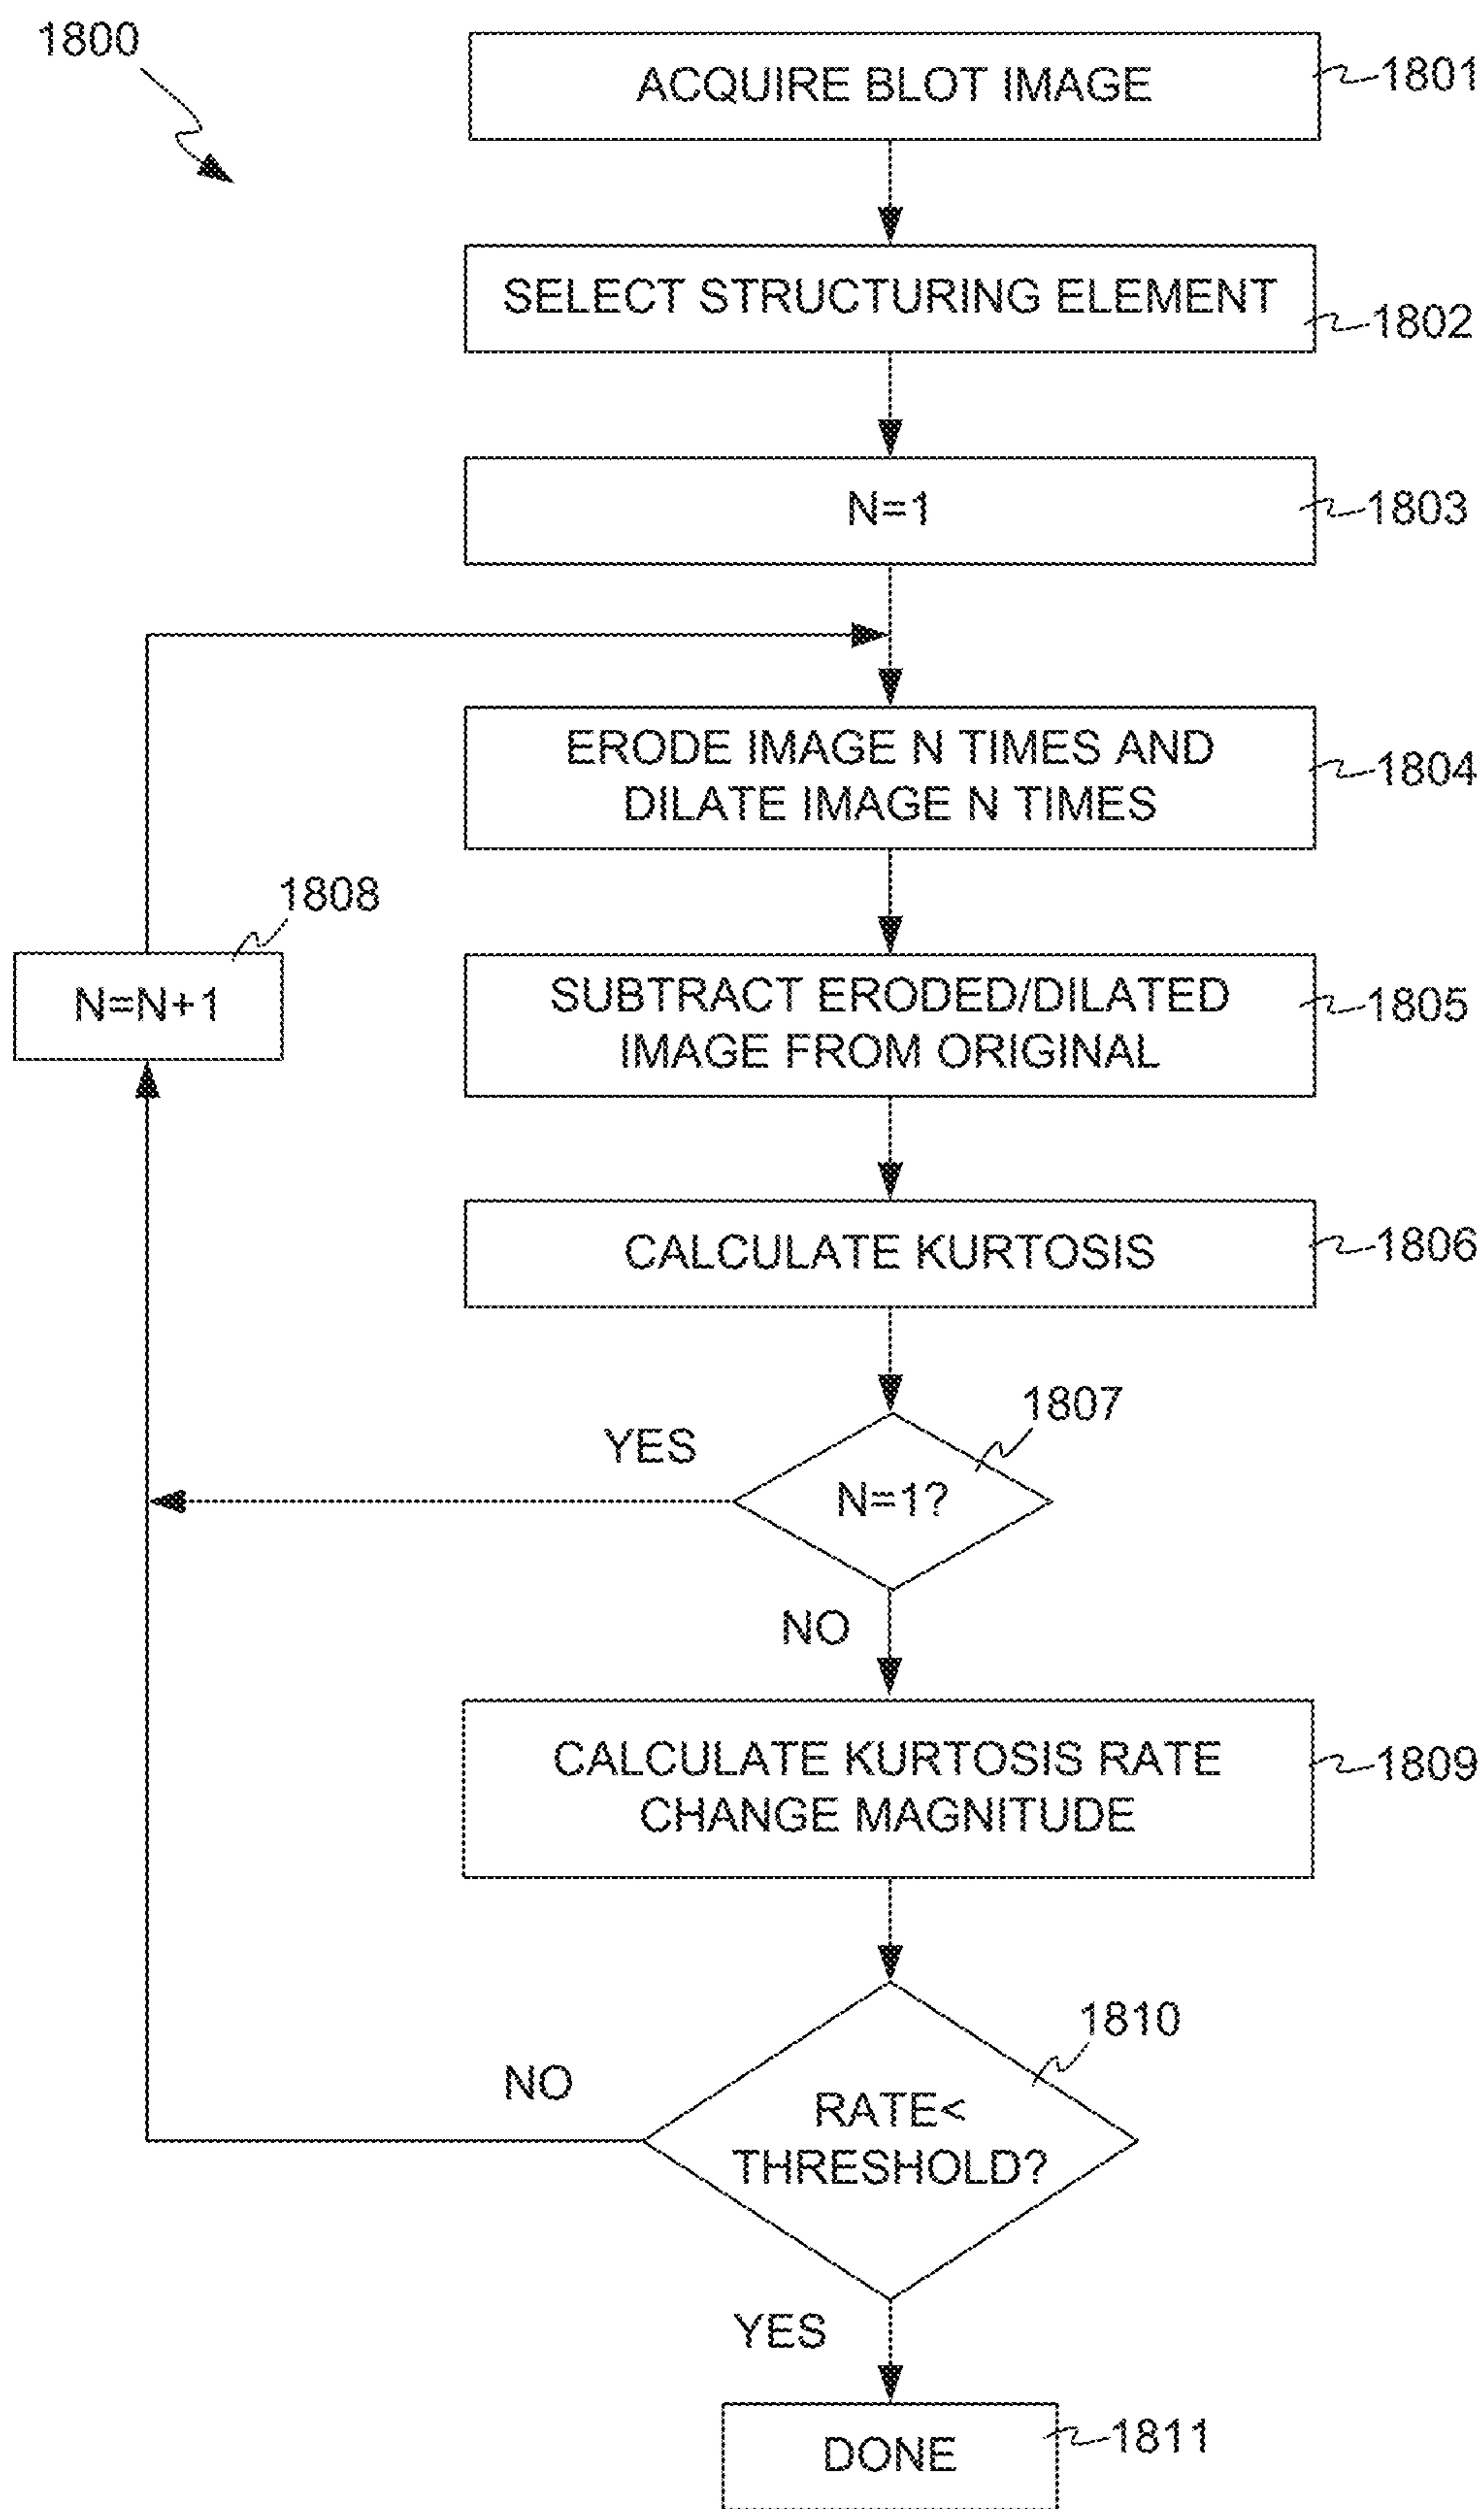 1800
ACQUIRE BLOT IMAGE
1801
SELECT STRUCTURING ELEMENT
1802
N=1
1803
ERODE IMAGE N TIMES AND
DILATE IMAGE N TIMES
1804
1808
N=N+1
SUBTRACT ERODED/DILATED
IMAGE FROM ORIGINAL
1805
CALCULATE KURTOSIS
1806
1807
YES
N=1?
NO
CALCULATE KURTOSIS RATE
CHANGE MAGNITUDE
1809
1810
NO
RATE<
THRESHOLD?
YES
DONE
1811